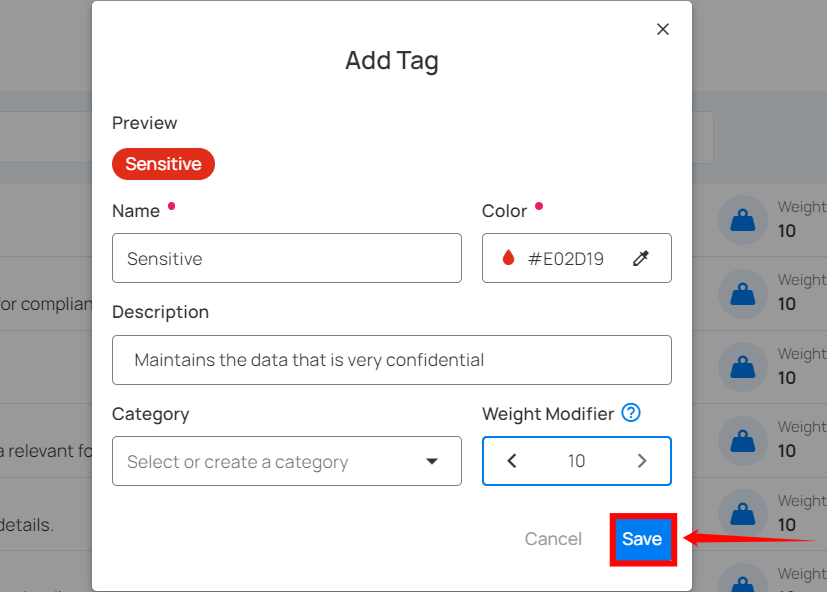 Add Tag
Preview
Sensitive
Name
Color
Sensitive
#E02D19
Description
Maintains the data that is very confidential
Category
Weight Modifier
Select or create a category
10
Cancel
Save
for complian
a relevant fo
details.
Weight
10
Weight
10
Weight
10
Weight
10
Weight
10
Weight